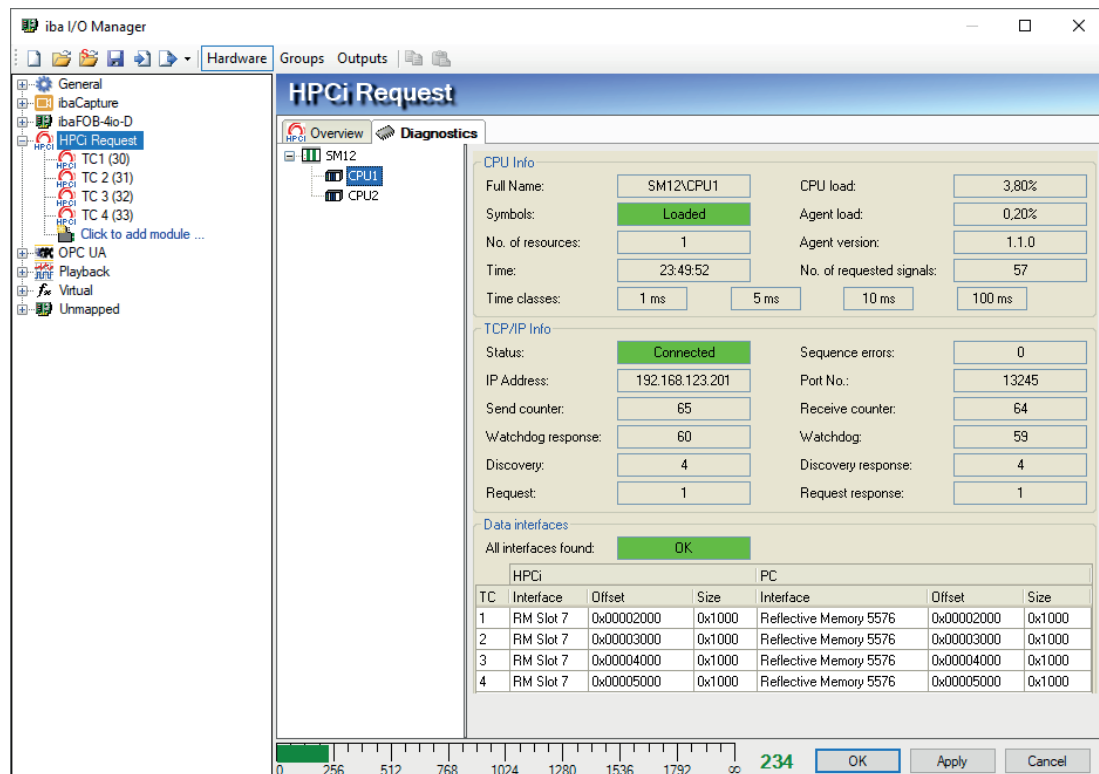 iba I/O Manager
Hardware Groups Outputs
General
ibaCapture
ibaFOB-4io-D
HPCi Request
TC1 (30)
TC 2 (31)
TC 3 (32)
TC 4 (33)
Click to add module ...
OPC UA
Playback
Virtual
Unmapped
HPCi Request
Overview Diagnostics
SM12
CPU1
CPU2
CPU Info
Full Name: SM12\CPU1 CPU load: 3,80%
Symbols: Loaded Agent load: 0,20%
No. of resources: 1 Agent version: 1.1.0
Time: 23:49:52 No. of requested signals: 57
Time classes: 1 ms 5 ms 10 ms 100 ms
TCP/IP Info
Status: Connected Sequence errors: 0
IP Address: 192.168.123.201 Port No.: 13245
Send counter: 65 Receive counter: 64
Watchdog response: 60 Watchdog: 59
Discovery: 4 Discovery response: 4
Request: 1 Request response: 1
Data interfaces
All interfaces found: OK
HPCi PC
TC Interface Offset Size Interface Offset Size
1 RM Slot 7 0x00002000 0x1000 Reflective Memory 5576 0x00002000 0x1000
2 RM Slot 7 0x00003000 0x1000 Reflective Memory 5576 0x00003000 0x1000
3 RM Slot 7 0x00004000 0x1000 Reflective Memory 5576 0x00004000 0x1000
4 RM Slot 7 0x00005000 0x1000 Reflective Memory 5576 0x00005000 0x1000
0 256 512 768 1024 1280 1536 1792 ∞ 234 OK Apply Cancel